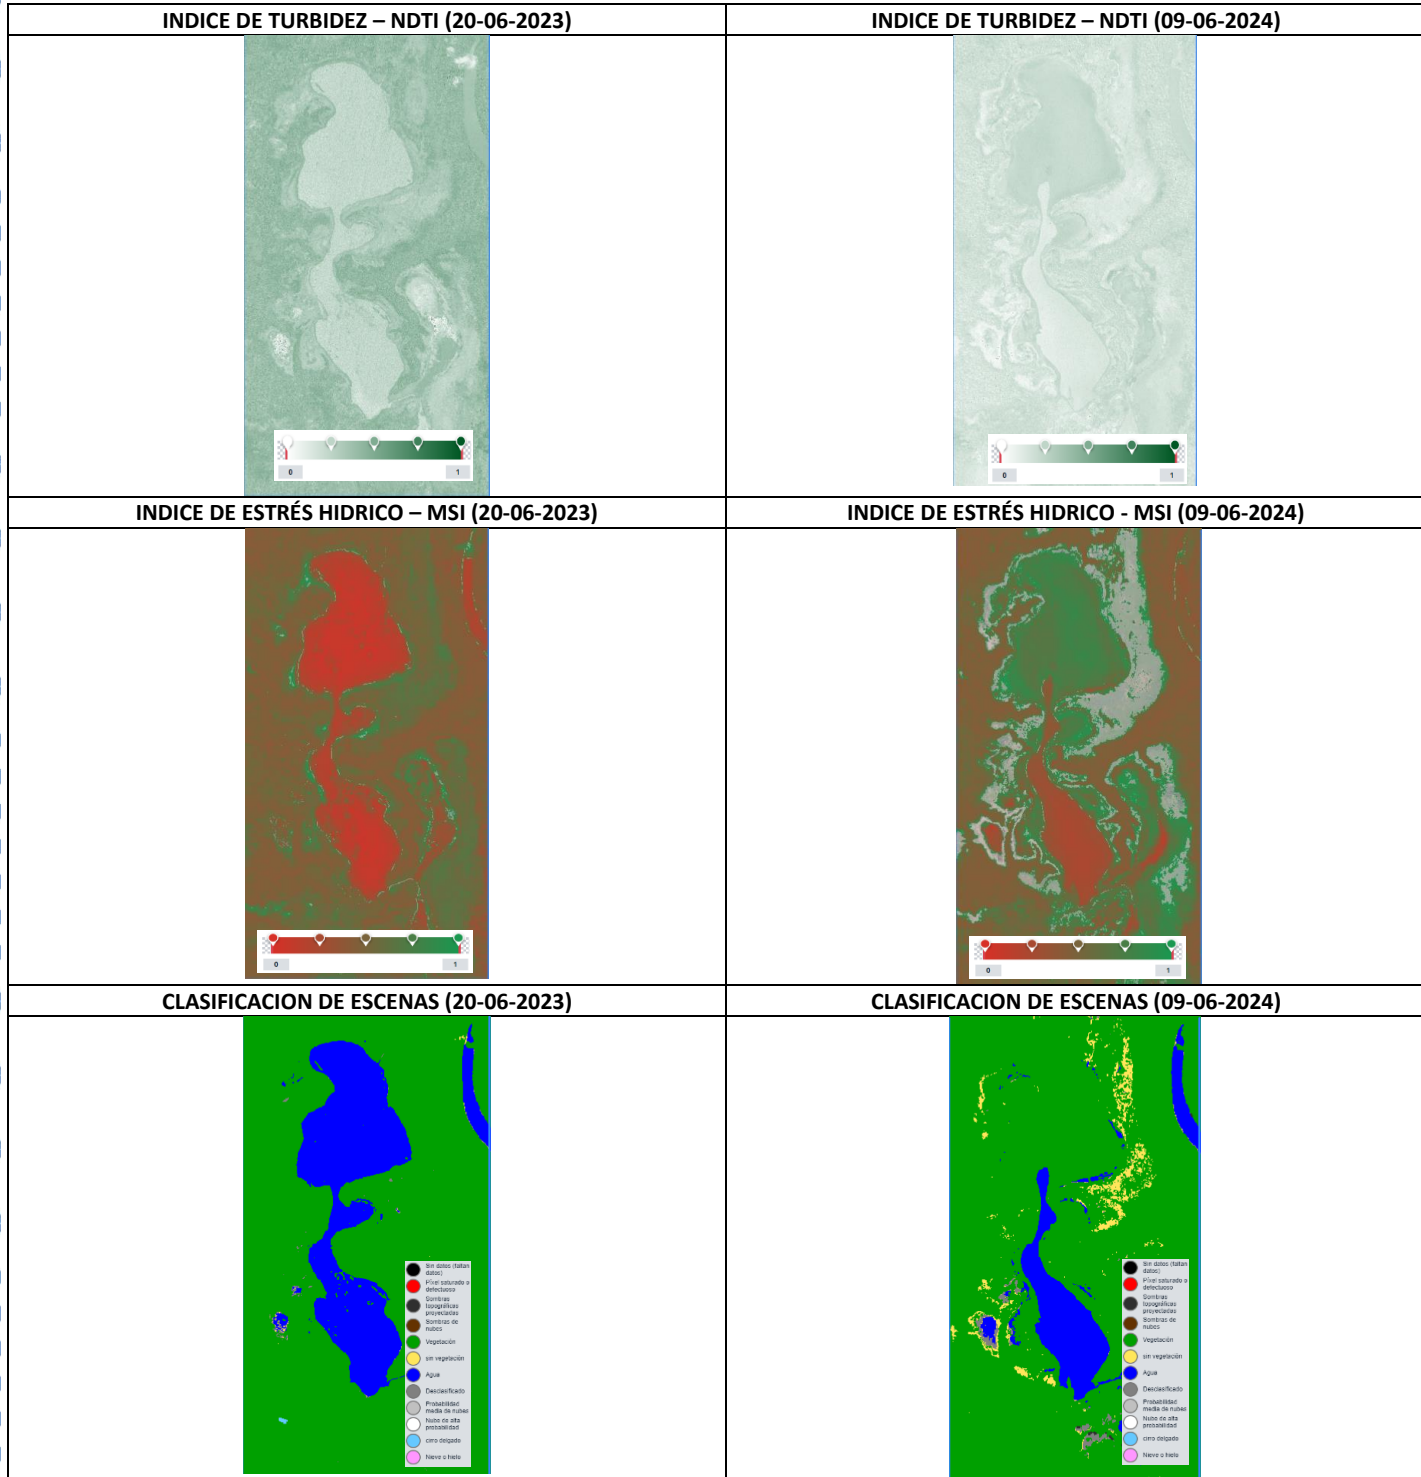 INDICE DE TURBIDEZ – NDTI (20-06-2023)
INDICE DE TURBIDEZ – NDTI (09-06-2024)
0
1
0
1
INDICE DE ESTRÉS HIDRICO – MSI (20-06-2023)
INDICE DE ESTRÉS HIDRICO - MSI (09-06-2024)
0
1
0
1
CLASIFICACION DE ESCENAS (20-06-2023)
CLASIFICACION DE ESCENAS (09-06-2024)
Sin datos (faltan
datos)
Píxel saturado o
defectuoso
Sombras
topográficas
proyectadas
Sombras de
nubes
Vegetación
sin vegetación
Agua
Desclasificado
Probabilidad
media de nubes
Nube de alta
probabilidad
cirro delgado
Nieve o hielo
Sin datos (faltan
datos)
Píxel saturado o
defectuoso
Sombras
topográficas
proyectadas
Sombras de
nubes
Vegetación
sin vegetación
Agua
Desclasificado
Probabilidad
media de nubes
Nube de alta
probabilidad
cirro delgado
Nieve o hielo